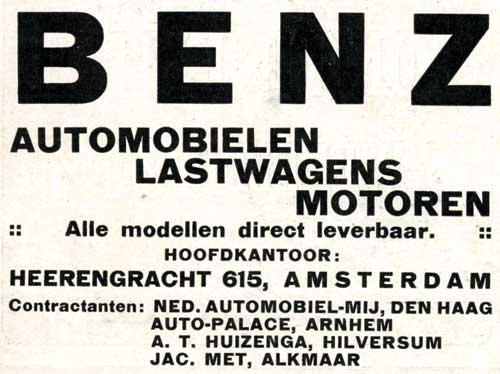 BENZ
AUTOMOBIELEN
LASTWAGENS
MOTOREN
:: Alle modellen direct leverbaar. ::
HOOFDKANTOOR:
HEERENGRACHT 615, AMSTERDAM
Contractanten: NED. AUTOMOBIEL-MIJ, DEN HAAG
AUTO-PALACE, ARNHEM
A. T. HUIZENGA, HILVERSUM
JAC. MET, ALKMAAR